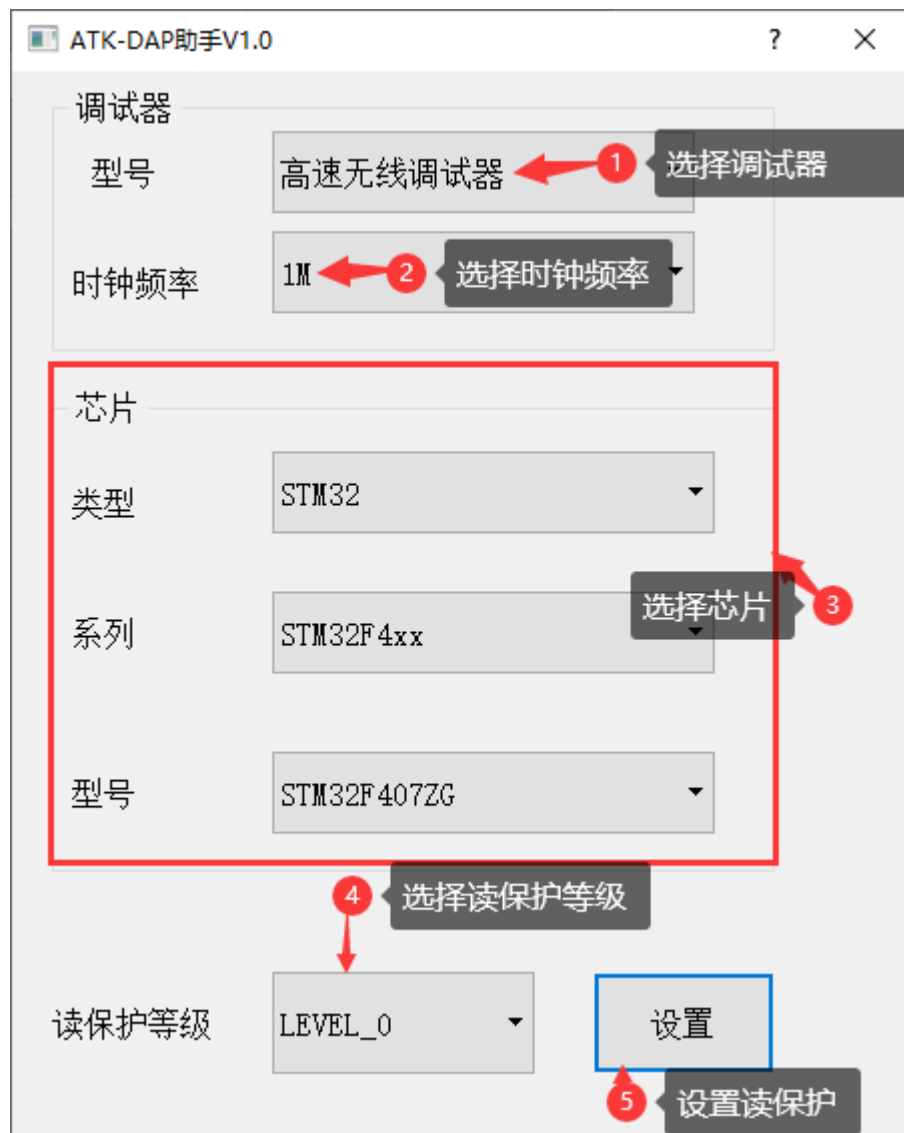 ATK-DAP助手V1.0
?
调试器
型号
高速无线调试器
1
选择调试器
时钟频率
1M
2
选择时钟频率
芯片
类型
STM32
系列
STM32F4xx
选择芯片
3
型号
STM32F407ZG
4
选择读保护等级
读保护等级
LEVEL_0
设置
5
设置读保护